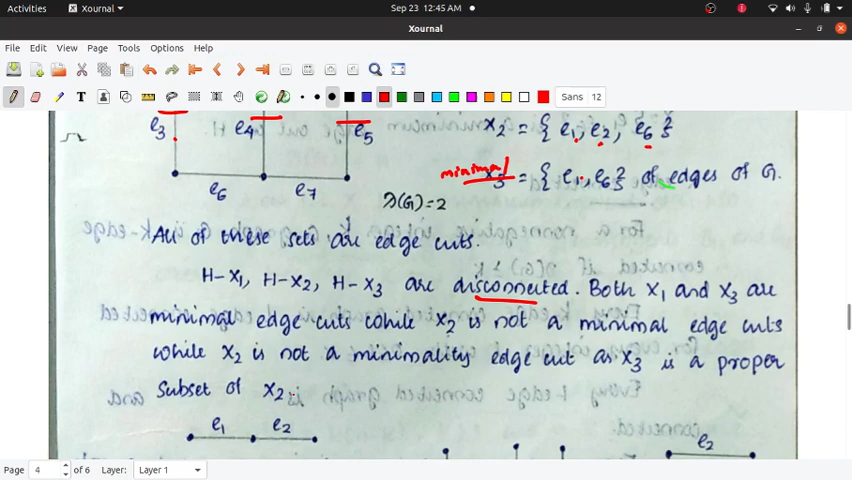 Activities
Xournal
Sep 23 12:45 AM
Xournal
File Edit View Page Tools Options Help
Sans 12
e3 e4 e5 x2 = { e1, e2, e6 }
minimal x3 = { e1, e6 } of edges of G.
e6 e7
λ(G)=2
All of these sets are edge cuts.
H-x1, H-x2, H-x3 are disconnected. Both x1 and x3 are
minimal edge cuts while x2 is not a minimal edge cuts
while x2 is not a minimality edge cut as x3 is a proper
subset of x2.
e1 e2
e2
Page 4 of 6 Layer: Layer 1